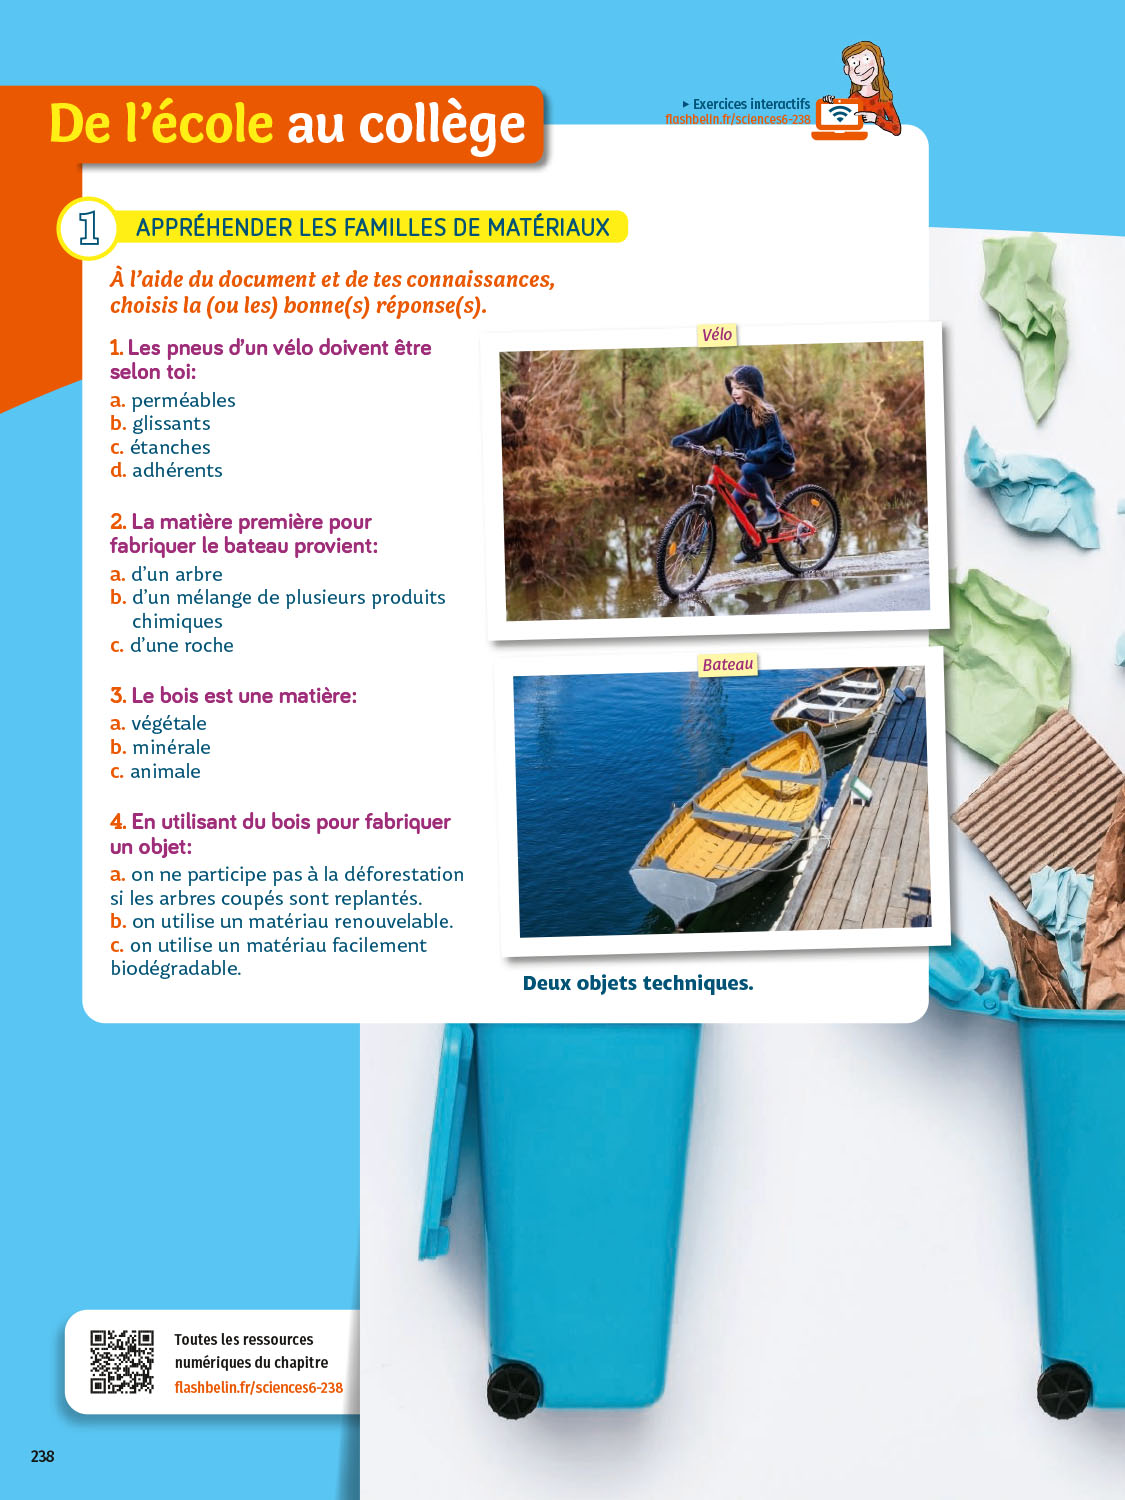 De l'école au collège
▸ Exercices interactifs
flashbelin.fr/sciences6-238
1 APPRÉHENDER LES FAMILLES DE MATÉRIAUX
À l'aide du document et de tes connaissances,
choisis la (ou les) bonne(s) réponse(s).
1. Les pneus d'un vélo doivent être
selon toi:
a. perméables
b. glissants
c. étanches
d. adhérents
2. La matière première pour
fabriquer le bateau provient:
a. d'un arbre
b. d'un mélange de plusieurs produits
chimiques
c. d'une roche
3. Le bois est une matière:
a. végétale
b. minérale
c. animale
4. En utilisant du bois pour fabriquer
un objet:
a. on ne participe pas à la déforestation
si les arbres coupés sont replantés.
b. on utilise un matériau renouvelable.
c. on utilise un matériau facilement
biodégradable.
Vélo
Bateau
Deux objets techniques.
Toutes les ressources
numériques du chapitre
flashbelin.fr/sciences6-238
238